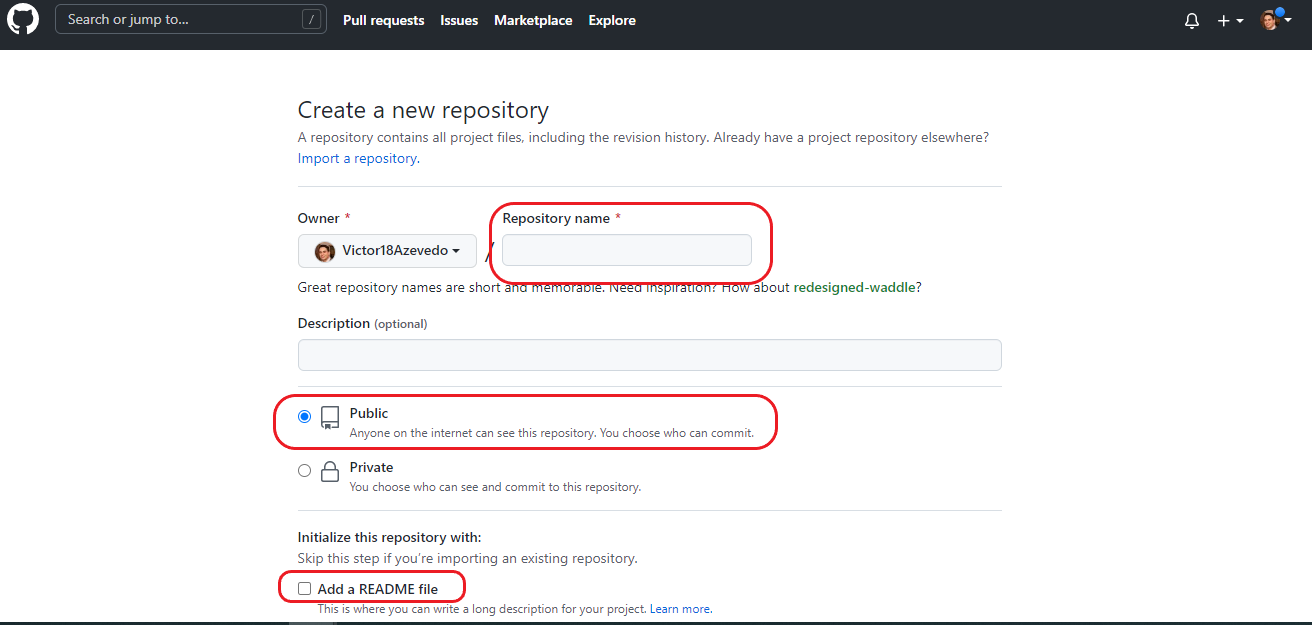 Search or jump to... /
Pull requests Issues Marketplace Explore
Create a new repository
A repository contains all project files, including the revision history. Already have a project repository elsewhere?
Import a repository.
Owner *
Repository name *
Victor18Azevedo
/
Great repository names are short and memorable. Need inspiration? How about redesigned-waddle?
Description (optional)
Public
Anyone on the internet can see this repository. You choose who can commit.
Private
You choose who can see and commit to this repository.
Initialize this repository with:
Skip this step if you're importing an existing repository.
Add a README file
This is where you can write a long description for your project. Learn more.